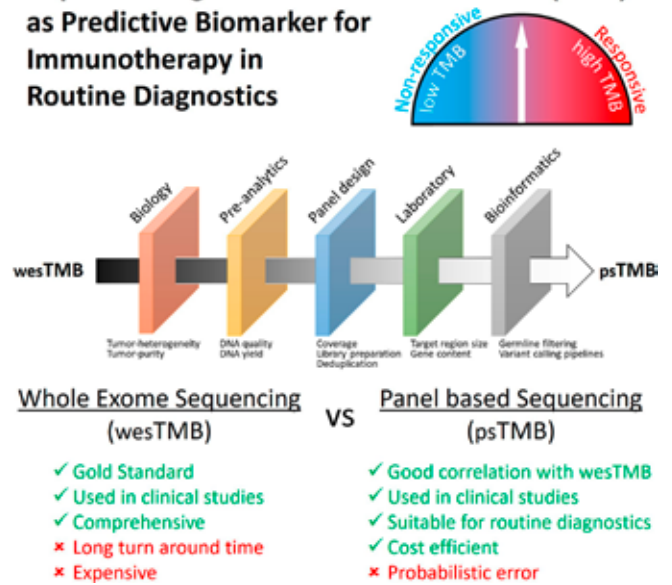 as Predictive Biomarker for
Immunotherapy in
Routine Diagnostics
Non-responsive
low TMB
Responsive
high TMB
Biology
Pre-analytics
Panel design
Laboratory
Bioinformatics
wesTMB
psTMB
Tumor-heterogeneity
Tumor-purity
DNA quality
DNA yield
Coverage
Library preparation
Deduplication
Target region size
Gene content
Germline filtering
Variant calling pipelines
Whole Exome Sequencing
(wesTMB)
VS
Panel based Sequencing
(psTMB)
✓ Gold Standard
✓ Used in clinical studies
✓ Comprehensive
× Long turn around time
× Expensive
✓ Good correlation with wesTMB
✓ Used in clinical studies
✓ Suitable for routine diagnostics
✓ Cost efficient
× Probabilistic error